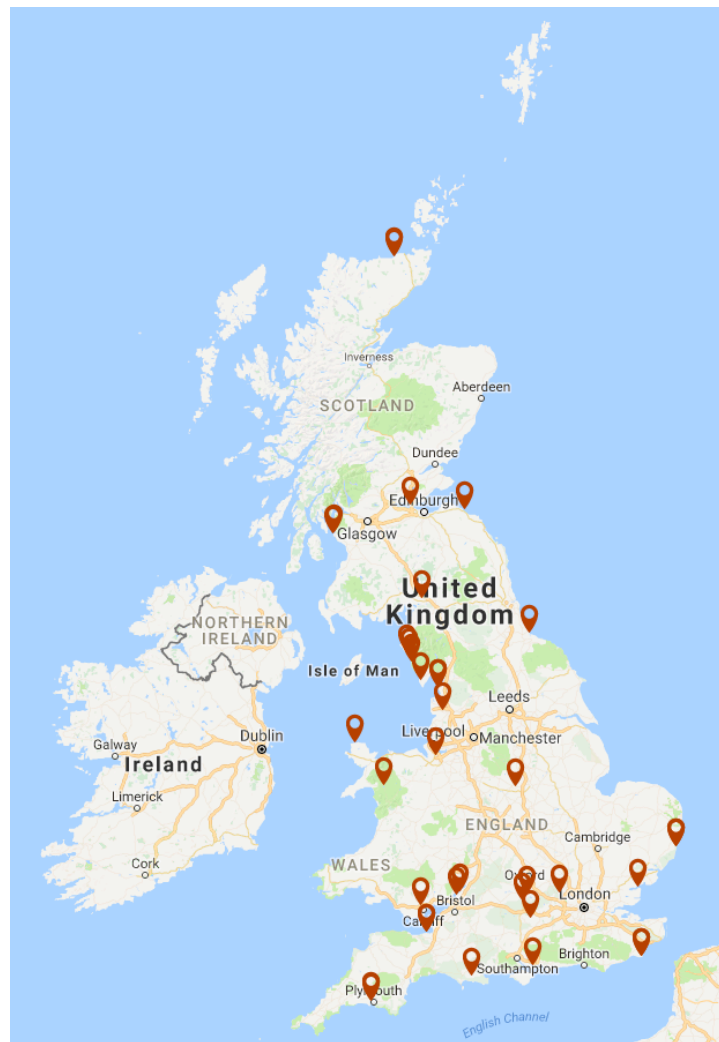 Inverness
Aberdeen
SCOTLAND
Dundee
Edinburgh
Glasgow
United
Kingdom
NORTHERN
IRELAND
Isle of Man
Leeds
Dublin
Liverpool
Manchester
Galway
Ireland
Limerick
ENGLAND
Cambridge
Cork
WALES
Oxford
London
Bristol
Cardiff
Brighton
Southampton
Plymouth
English Channel